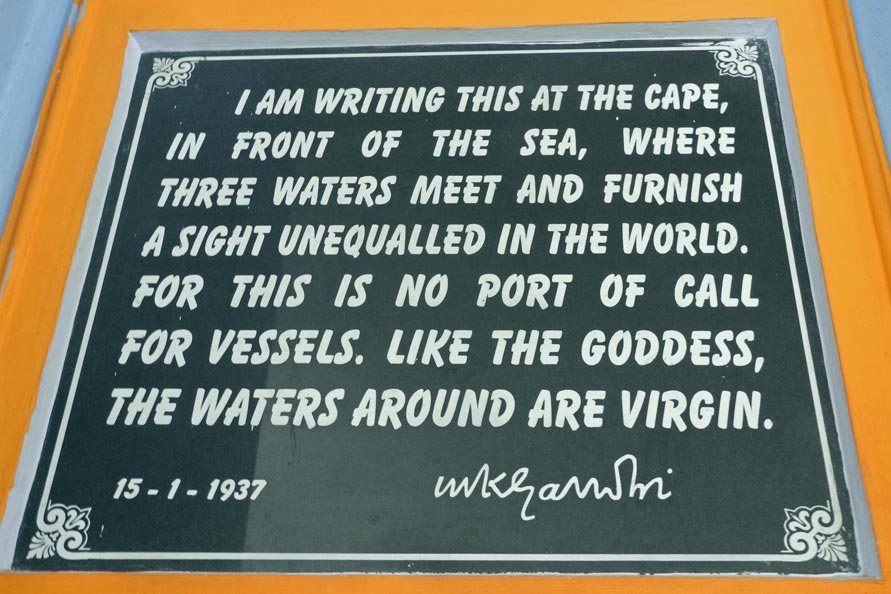 I AM WRITING THIS AT THE CAPE,
IN FRONT OF THE SEA, WHERE
THREE WATERS MEET AND FURNISH
A SIGHT UNEQUALLED IN THE WORLD.
FOR THIS IS NO PORT OF CALL
FOR VESSELS. LIKE THE GODDESS,
THE WATERS AROUND ARE VIRGIN.
15 - 1 - 1937 mkgandhi